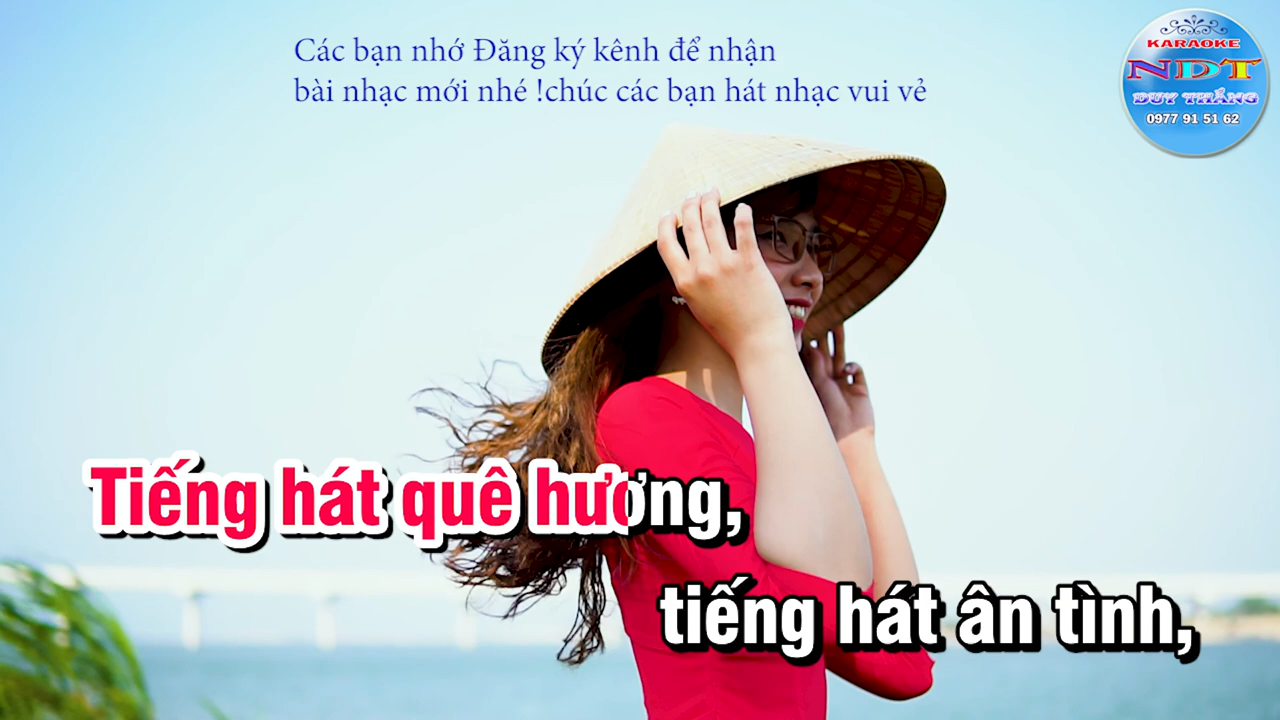 Các bạn nhớ Đăng ký kênh để nhận
bài nhạc mới nhé !chúc các bạn hát nhạc vui vẻ
KARAOKE
NDT
DUY THẮNG
0977 91 51 62
Tiếng hát quê hương,
tiếng hát ân tình,